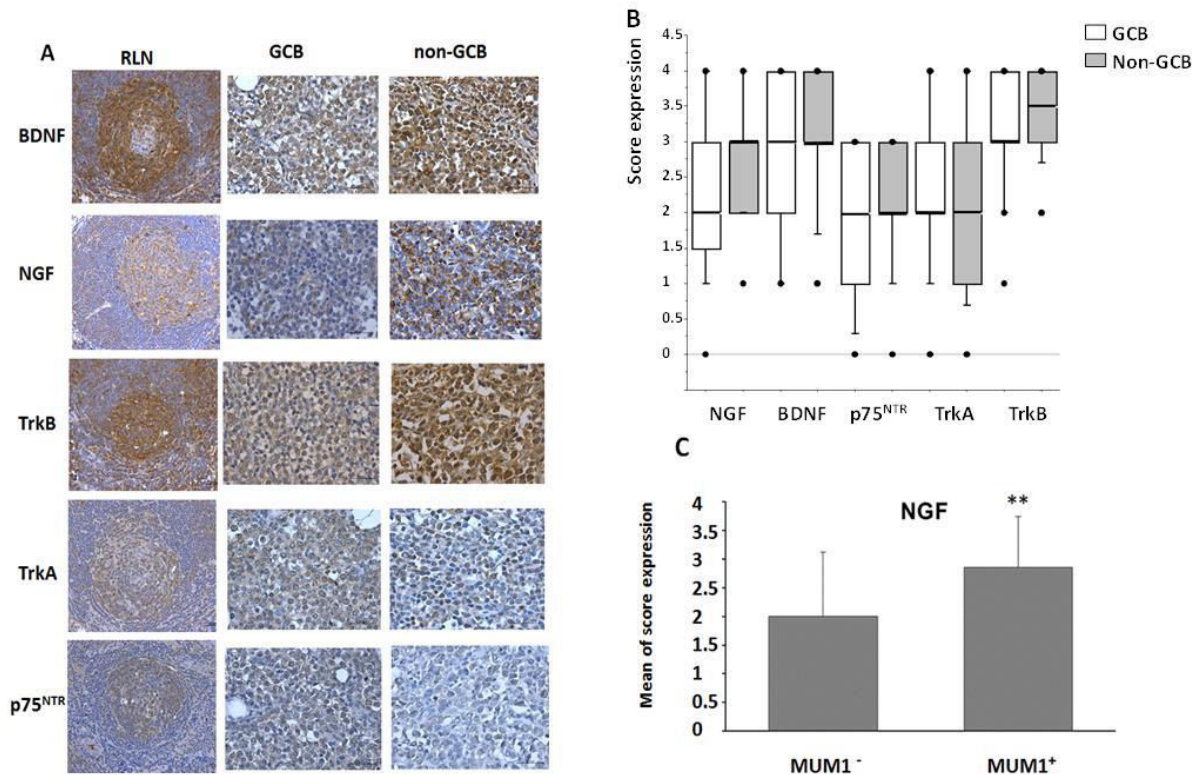 A
RLN
GCB
non-GCB
BDNF
NGF
TrkB
TrkA
p75NTR
B
GCB
Non-GCB
Score expression
4.5
4
3.5
3
2.5
2
1.5
1
0.5
0
NGF
BDNF
p75NTR
TrkA
TrkB
C
NGF
**
Mean of score expression
4
3.5
3
2.5
2
1.5
1
0.5
0
MUM1 -
MUM1+